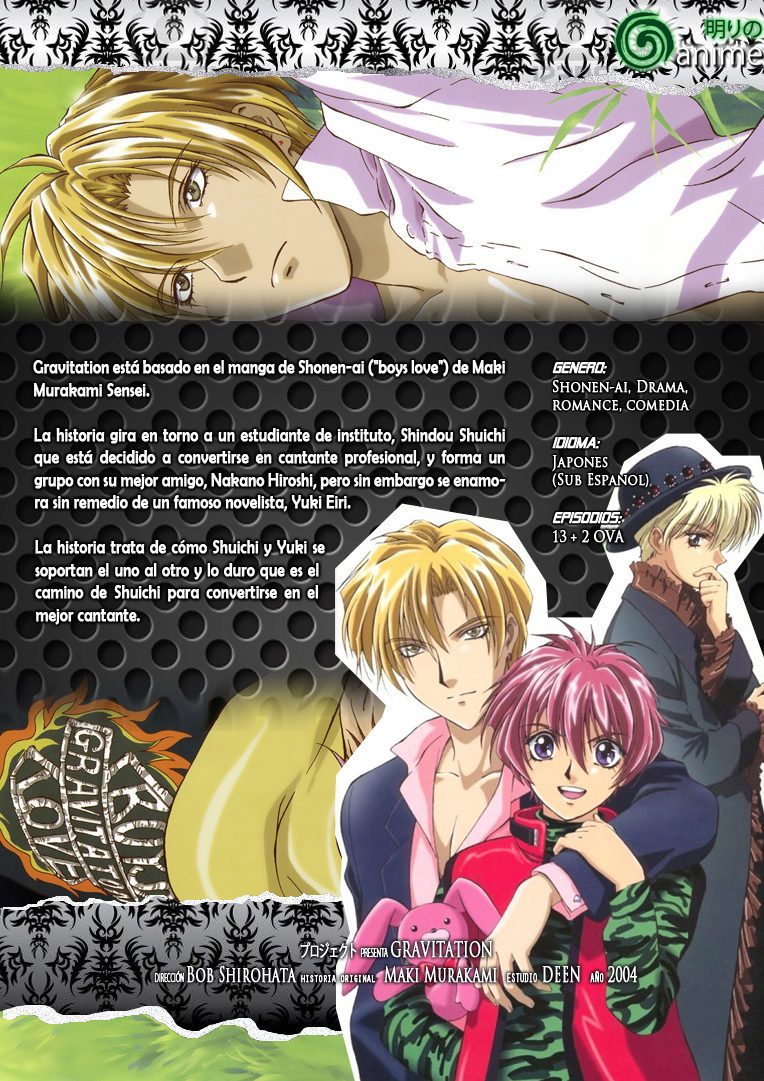 明りの
anime
Gravitation está basado en el manga de Shonen-ai ("boys love") de Maki
Murakami Sensei.
La historia gira en torno a un estudiante de instituto, Shindou Shuichi
que está decidido a convertirse en cantante profesional, y forma un
grupo con su mejor amigo, Nakano Hiroshi, pero sin embargo se enamo-
ra sin remedio de un famoso novelista, Yuki Eiri.
La historia trata de cómo Shuichi y Yuki se
soportan el uno al otro y lo duro que es el
camino de Shuichi para convertirse en el
mejor cantante.
GENERO:
SHONEN-AI, DRAMA,
ROMANCE, COMEDIA
IDIOMA:
JAPONES
(SUB ESPAÑOL)
EPISODIOS:
13 + 2 OVA
GRAVITAT
LOVE
プロジェクト PRESENTA GRAVITATION
DIRECCIÓN BOB SHIROHATA HISTORIA ORIGINAL MAKI MURAKAMI ESTUDIO DEEN AÑO 2004